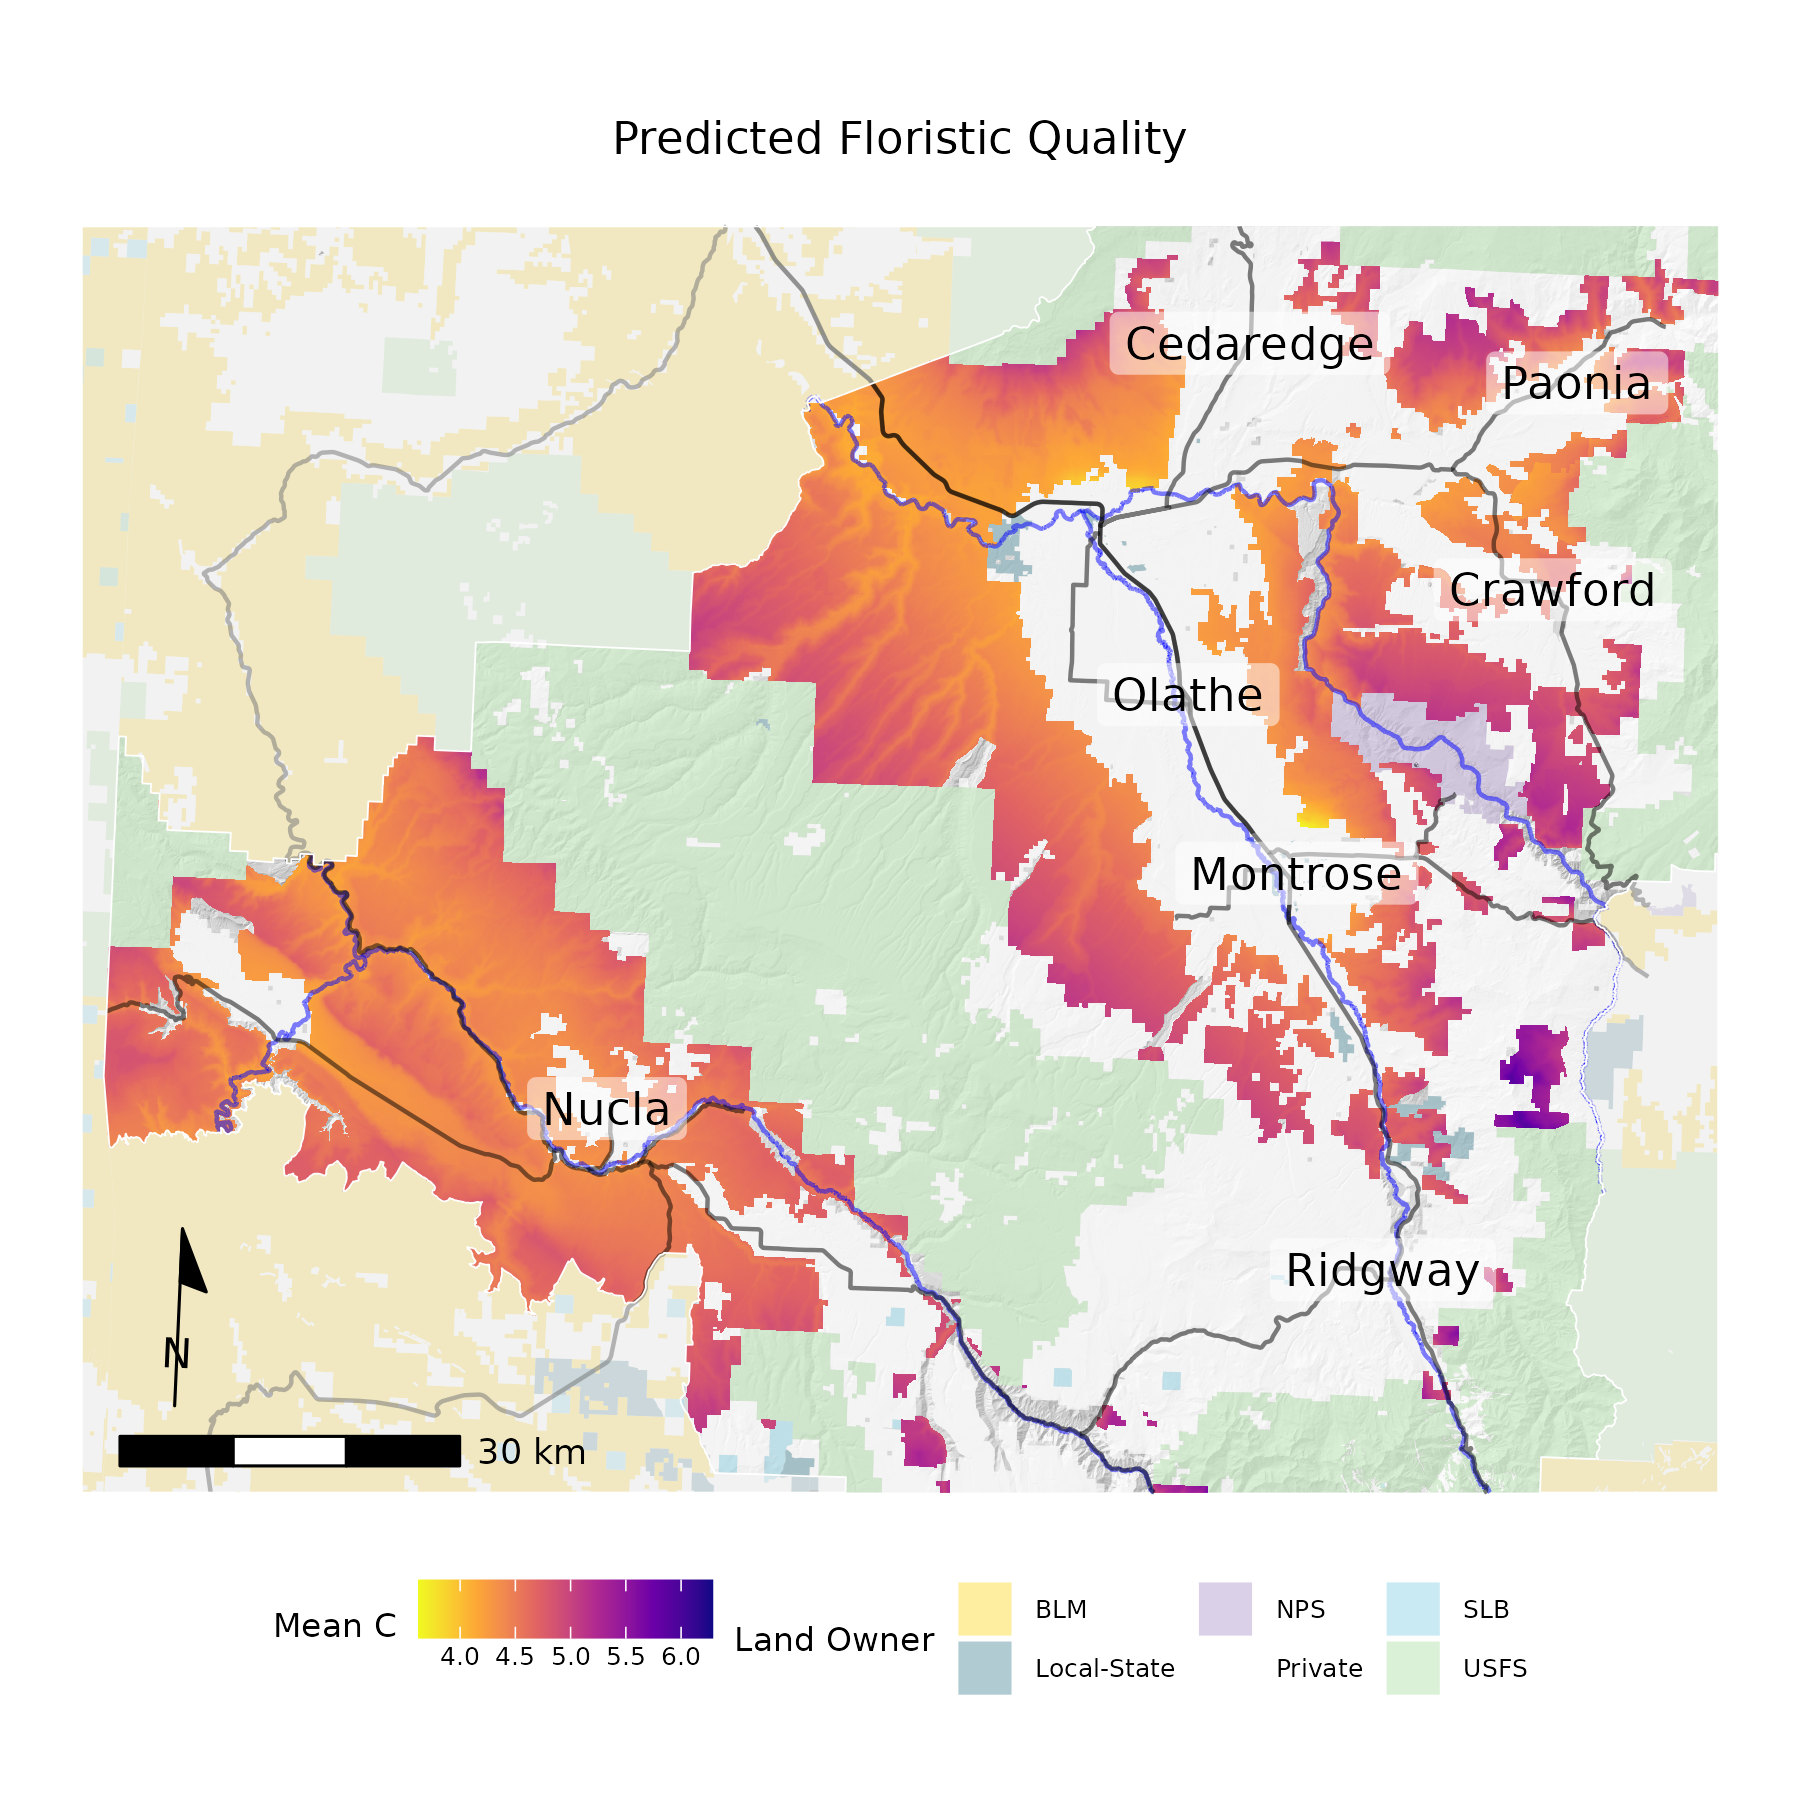 Predicted Floristic Quality
Cedaredge
Paonia
Crawford
Olathe
Montrose
Nucla
Ridgway
N
30 km
Mean C
4.0 4.5 5.0 5.5 6.0
Land Owner
BLM
NPS
SLB
Local-State
Private
USFS